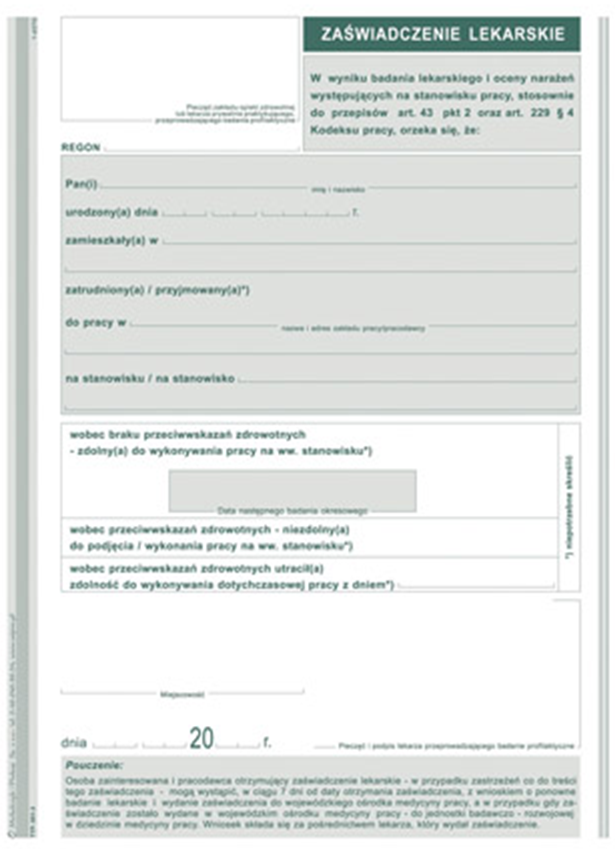 ZAŚWIADCZENIE LEKARSKIE
W wyniku badania lekarskiego i oceny narażeń
występujących na stanowisku pracy, stosownie
do przepisów art. 43 pkt 2 oraz art. 229 § 4
Kodeksu pracy, orzeka się, że:
Pieczęć zakładu opieki zdrowotnej
lub lekarza prywatnie praktykującego,
przeprowadzającego badania profilaktyczne
REGON
Pan(i)
imię i nazwisko
urodzony(a) dnia r.
zamieszkały(a) w
zatrudniony(a) / przyjmowany(a)*)
do pracy w
nazwa i adres zakładu pracy/pracodawcy
na stanowisku / na stanowisko
wobec braku przeciwwskazań zdrowotnych
- zdolny(a) do wykonywania pracy na ww. stanowisku*)
Data następnego badania okresowego
wobec przeciwwskazań zdrowotnych - niezdolny(a)
do podjęcia / wykonania pracy na ww. stanowisku*)
wobec przeciwwskazań zdrowotnych utracił(a)
zdolność do wykonywania dotychczasowej pracy z dniem*)
*) niepotrzebne skreślić
Miejscowość
dnia 20 r.
Pieczęć i podpis lekarza przeprowadzającego badanie profilaktyczne
Pouczenie:
Osoba zainteresowana i pracodawca otrzymujący zaświadczenie lekarskie - w przypadku zastrzeżeń co do treści
tego zaświadczenia - mogą wystąpić, w ciągu 7 dni od daty otrzymania zaświadczenia, z wnioskiem o ponowne
badanie lekarskie i wydanie zaświadczenia do wojewódzkiego ośrodka medycyny pracy, a w przypadku gdy za-
świadczenie zostało wydane w wojewódzkim ośrodku medycyny pracy - do jednostki badawczo - rozwojowej
w dziedzinie medycyny pracy. Wniosek składa się za pośrednictwem lekarza, który wydał zaświadczenie.